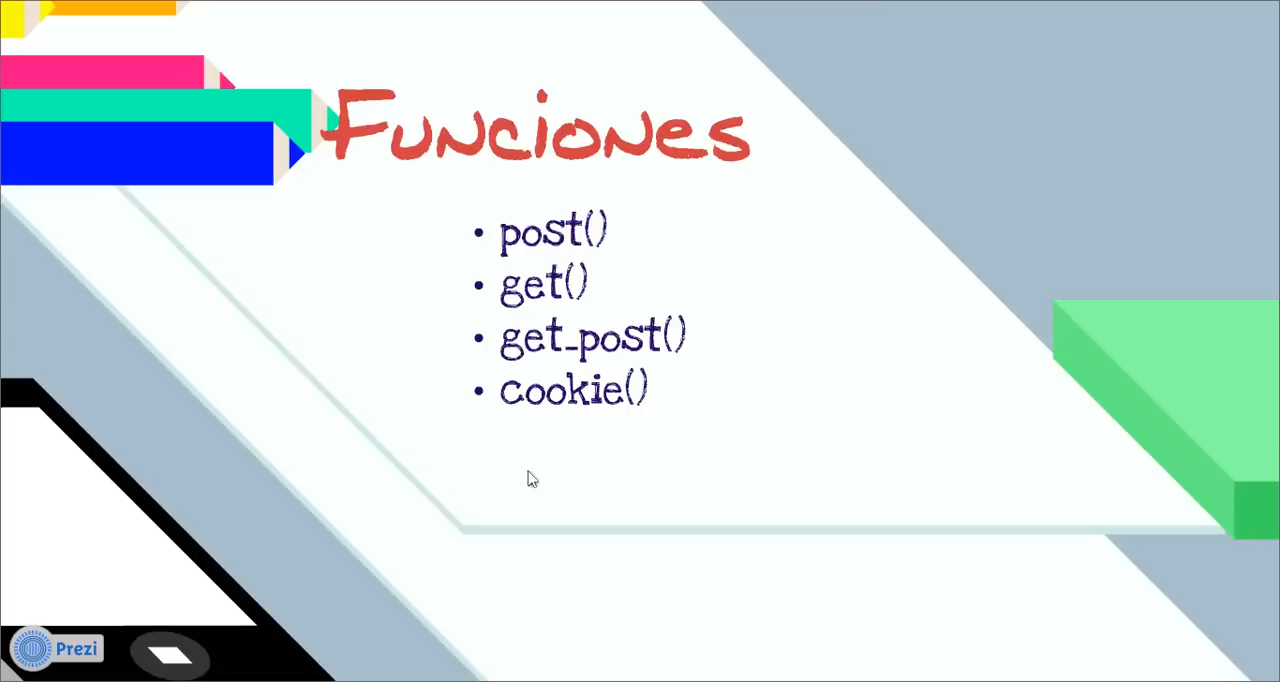 Funciones
• post()
• get()
• get_post()
• cookie()
Prezi